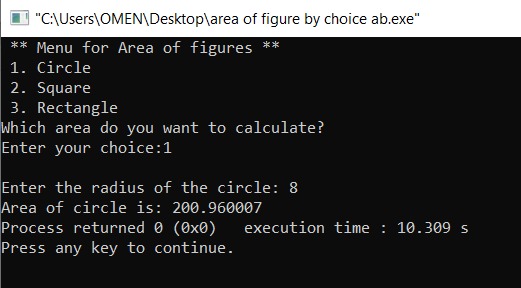 "C:\Users\OMEN\Desktop\area of figure by choice ab.exe"
** Menu for Area of figures **
1. Circle
2. Square
3. Rectangle
Which area do you want to calculate?
Enter your choice:1
Enter the radius of the circle: 8
Area of circle is: 200.960007
Process returned 0 (0x0)   execution time : 10.309 s
Press any key to continue.